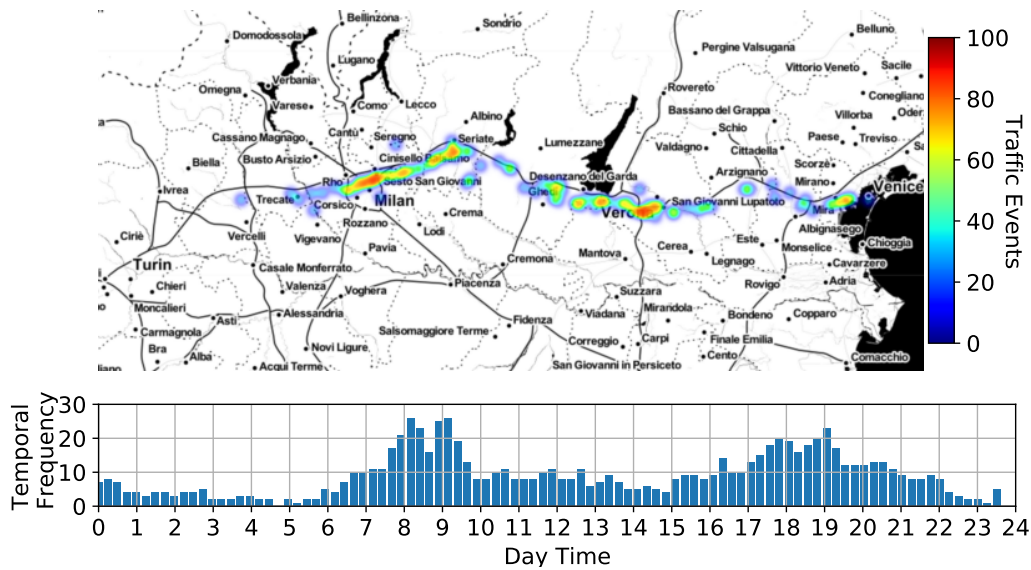 Bellinzona
Sondrio
Domodossola
Belluno
Lugano
Pergine Valsugana
Vittorio Veneto
Sacile
Verbania
Omegna
Rovereto
Conegliano
Varese
Como
Lecco
Bassano del Grappa
Albino
Villorba
Oder
Cassano Magnago
Cantù
Seregno
Seriate
Schio
Paese
Treviso
Lumezzane
Valdagno
Cittadella
Busto Arsizio
Cinisello
Biella
Scorzè
Desenzano del Garda
Arzignano
Rho
Sesto San Giovanni
Mirano
Venice
Ivrea
Trecate
Milan
San Giovanni Lupatoto
Corsico
Crema
Mira
Rozzano
Lodi
Albignasego
Cirié
Vercelli
Vigevano
Este
Monselice
Chioggia
Pavia
Mantova
Cerea
Legnago
Turin
Cremona
Cavarzere
Casale Monferrato
Rovigo
Adria
Chieri
Valenza
Voghera
Piacenza
Suzzara
Moncalieri
Asti
Alessandria
Viadana
Mirandola
Bondeno
Copparo
Carmagnola
Salsomaggiore Terme
Fidenza
Correggio
Carpi
Finale Emilia
Bra
Alba
Novi Ligure
Cento
Comacchio
Acqui Terme
San Giovanni in Persiceto
100
80
60
40
20
0
Traffic Events
30
20
10
0
Temporal
Frequency
0 1 2 3 4 5 6 7 8 9 10 11 12 13 14 15 16 17 18 19 20 21 22 23 24
Day Time